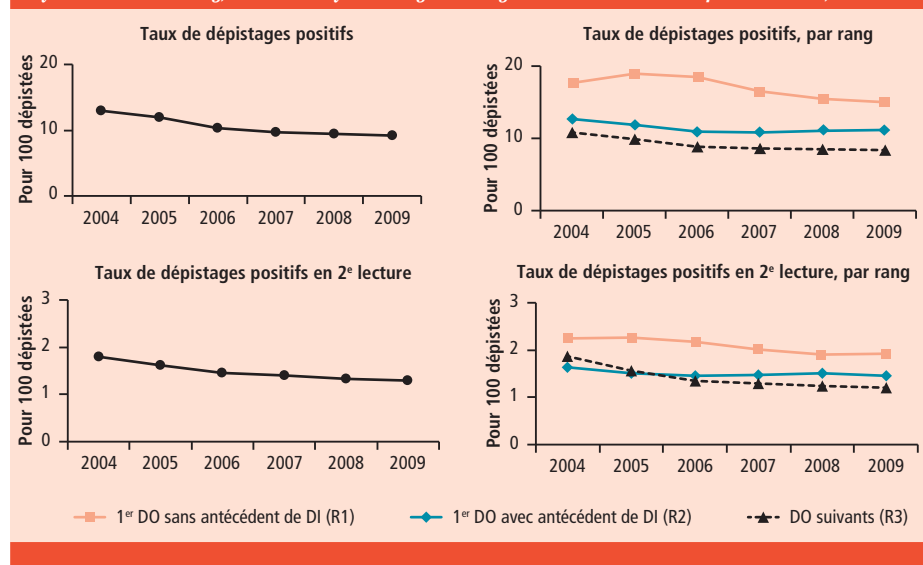 Taux de dépistages positifs
Pour 100 dépistées
20
10
0
2004 2005 2006 2007 2008 2009
Taux de dépistages positifs, par rang
Pour 100 dépistées
20
10
0
2004 2005 2006 2007 2008 2009
Taux de dépistages positifs en 2e lecture
Pour 100 dépistées
3
2
1
0
2004 2005 2006 2007 2008 2009
Taux de dépistages positifs en 2e lecture, par rang
Pour 100 dépistées
3
2
1
0
2004 2005 2006 2007 2008 2009
1er DO sans antécédent de DI (R1) 1er DO avec antécédent de DI (R2) DO suivants (R3)